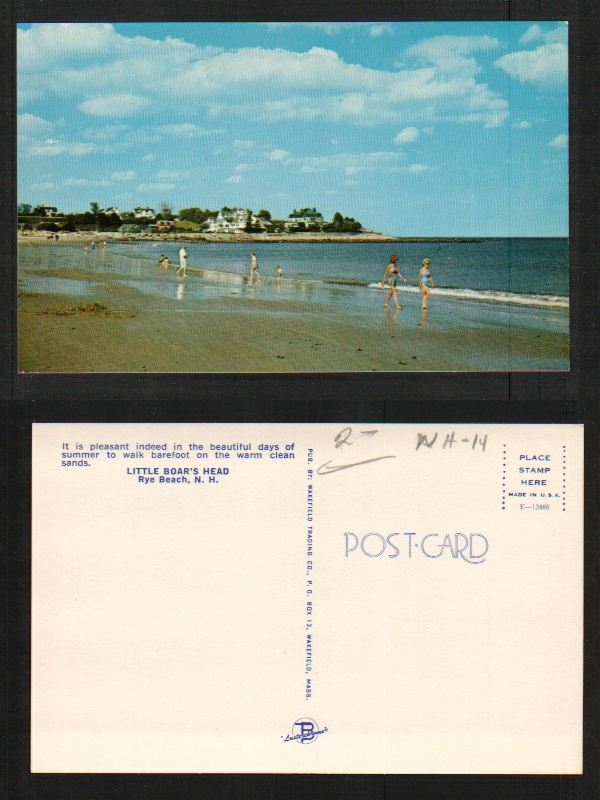 It is pleasant indeed in the beautiful days of
summer to walk barefoot on the warm clean
sands.
LITTLE BOAR'S HEAD
Rye Beach, N. H.
PUB. BY: WAKEFIELD TRADING CO., P. O. BOX 13, WAKEFIELD, MASS.
2-
NH-14
PLACE
STAMP
HERE
MADE IN U.S.A.
K-13488
POST·CARD
"Lusterchrome"